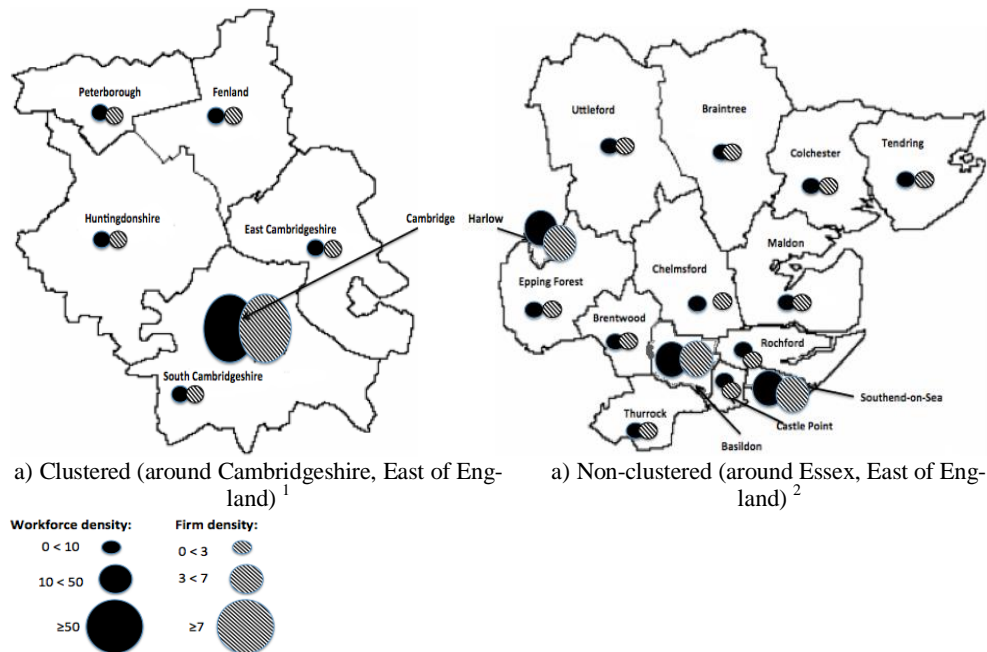 Peterborough
Fenland
Huntingdonshire
East Cambridgeshire
Cambridge
South Cambridgeshire
Harlow
Uttleford
Braintree
Colchester
Tendring
Epping Forest
Chelmsford
Maldon
Brentwood
Rochford
Southend-on-Sea
Castle Point
Thurrock
Basildon
a) Clustered (around Cambridgeshire, East of Eng-
land) 1
a) Non-clustered (around Essex, East of Eng-
land) 2
Workforce density:
0 < 10
10 < 50
≥50
Firm density:
0 < 3
3 < 7
≥7